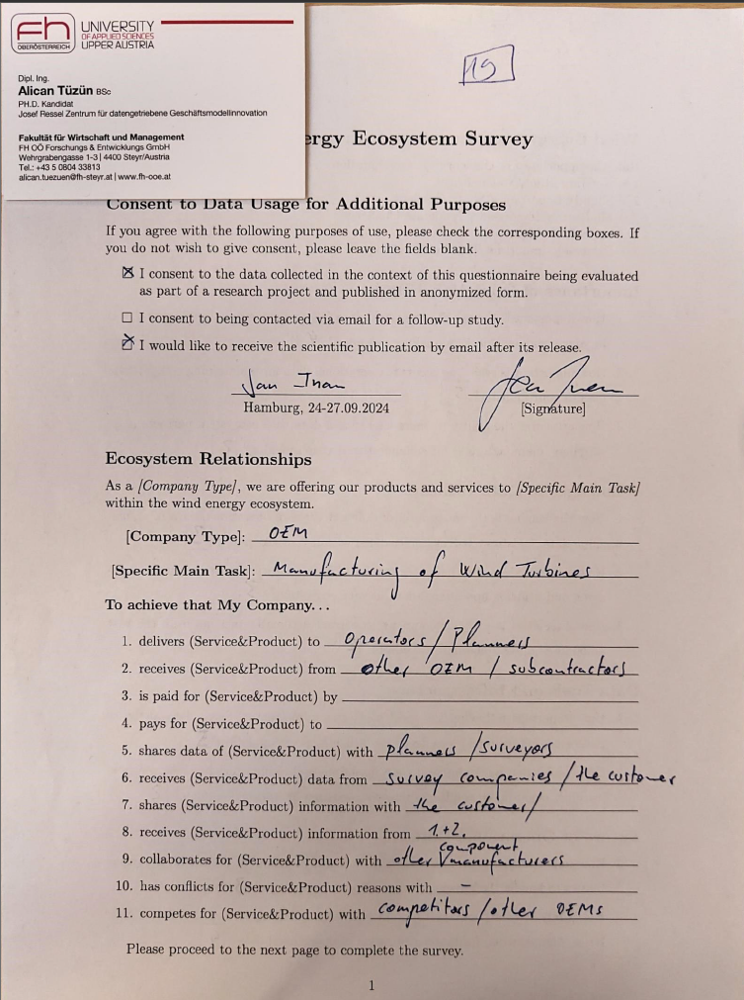 fh
OBERÖSTERREICH
UNIVERSITY
OF APPLIED SCIENCES
UPPER AUSTRIA
Dipl. Ing.
Alican Tüzün BSc
PH.D. Kandidat
Josef Ressel Zentrum für datengetriebene Geschäftsmodellinnovation
Fakultät für Wirtschaft und Management
FH OÖ Forschungs & Entwicklungs GmbH
Wehrgrabengasse 1-3 | 4400 Steyr/Austria
Tel.: +43 5 0804 33813
alican.tuezuen@fh-steyr.at | www.fh-ooe.at
19
ergy Ecosystem Survey
Consent to Data Usage for Additional Purposes
If you agree with the following purposes of use, please check the corresponding boxes. If
you do not wish to give consent, please leave the fields blank.
☒ I consent to the data collected in the context of this questionnaire being evaluated
as part of a research project and published in anonymized form.
☐ I consent to being contacted via email for a follow-up study.
☒ I would like to receive the scientific publication by email after its release.
Jan
Hamburg, 24-27.09.2024
[Signature]
Ecosystem Relationships
As a [Company Type], we are offering our products and services to [Specific Main Task]
within the wind energy ecosystem.
[Company Type]: OEM
[Specific Main Task]: Manufacturing of Wind Turbines
To achieve that My Company...
1. delivers (Service&Product) to Operators / Planners
2. receives (Service&Product) from other OEM / subcontractors
3. is paid for (Service&Product) by
4. pays for (Service&Product) to
5. shares data of (Service&Product) with planners / surveyors
6. receives (Service&Product) data from survey companies / the customer
7. shares (Service&Product) information with the customer/
8. receives (Service&Product) information from 1.+2.
9. collaborates for (Service&Product) with other component manufacturers
10. has conflicts for (Service&Product) reasons with –
11. competes for (Service&Product) with competitors / other OEMs
Please proceed to the next page to complete the survey.
1